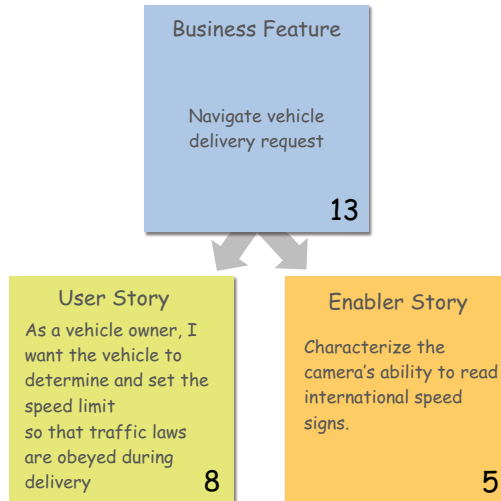 Business Feature
Navigate vehicle
delivery request
13
User Story
As a vehicle owner, I
want the vehicle to
determine and set the
speed limit
so that traffic laws
are obeyed during
delivery
8
Enabler Story
Characterize the
camera’s ability to read
international speed
signs.
5